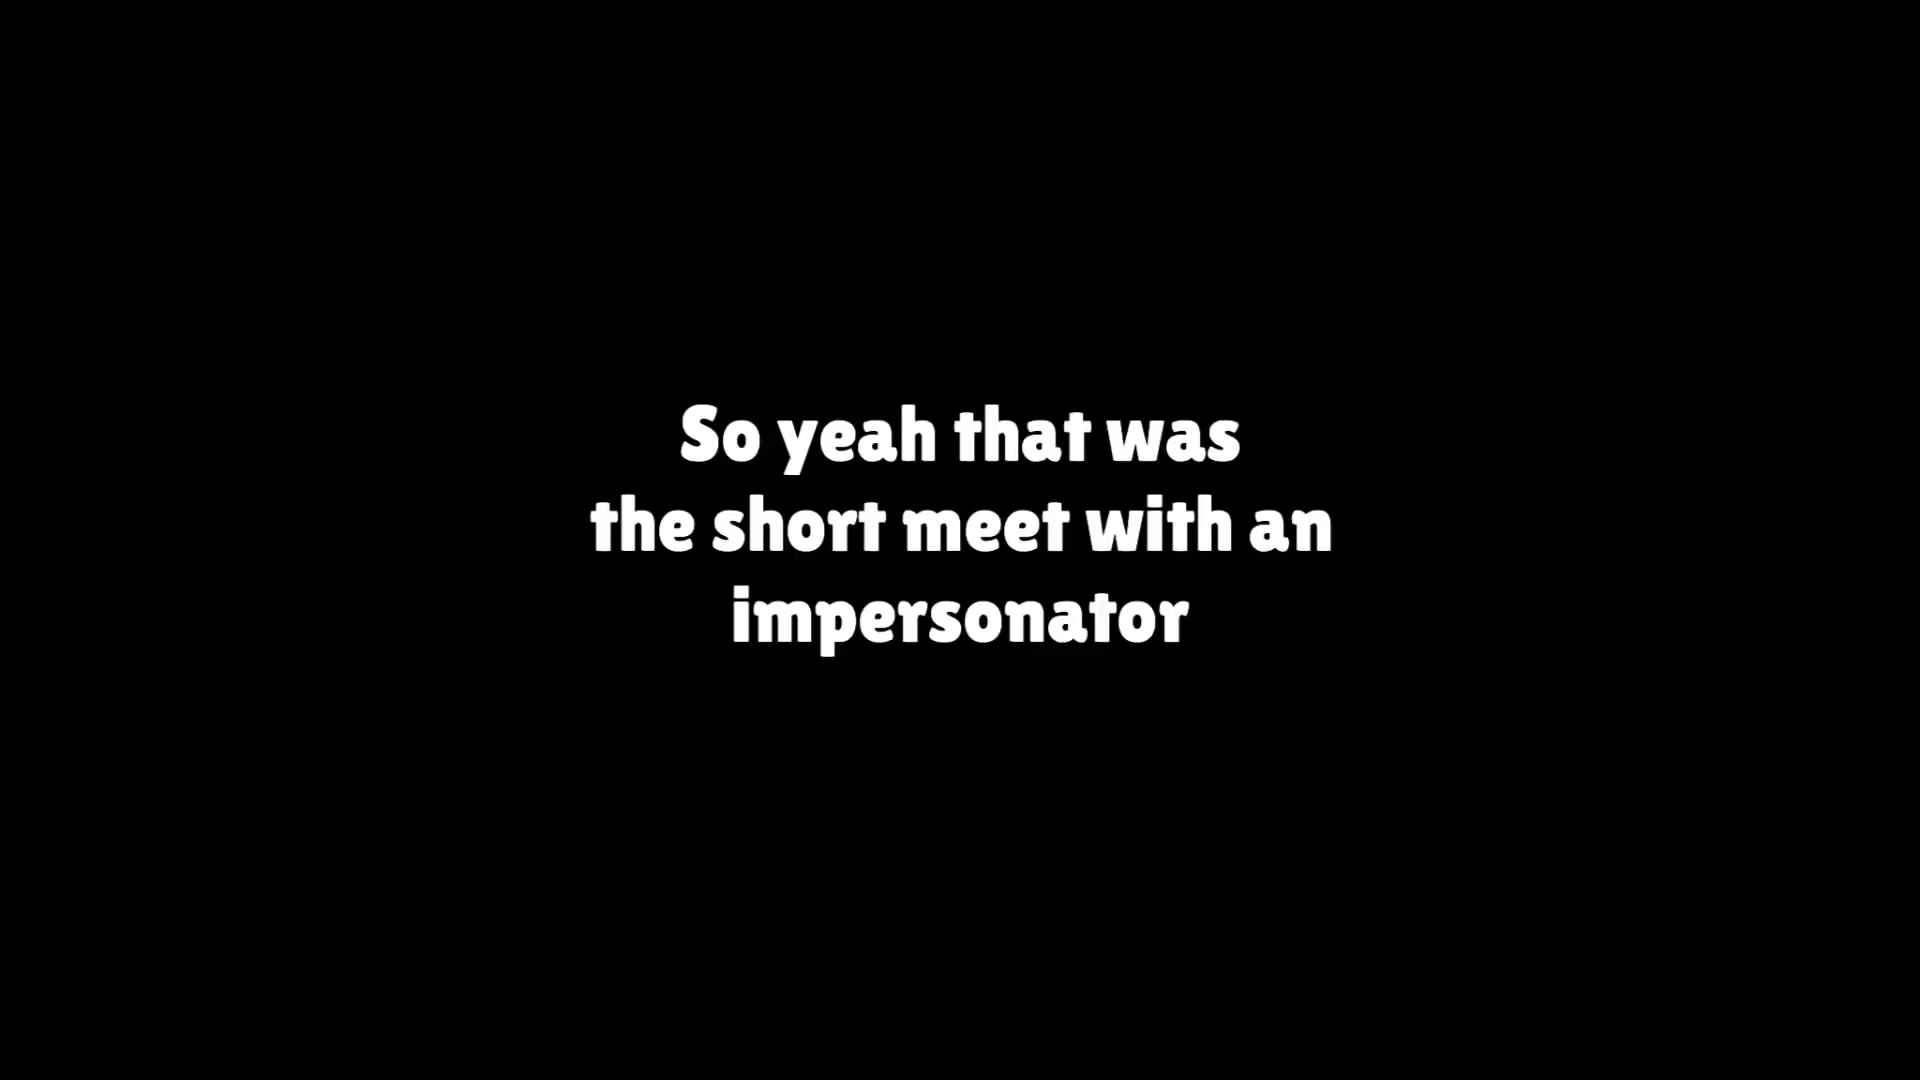 So yeah that was
the short meet with an
impersonator